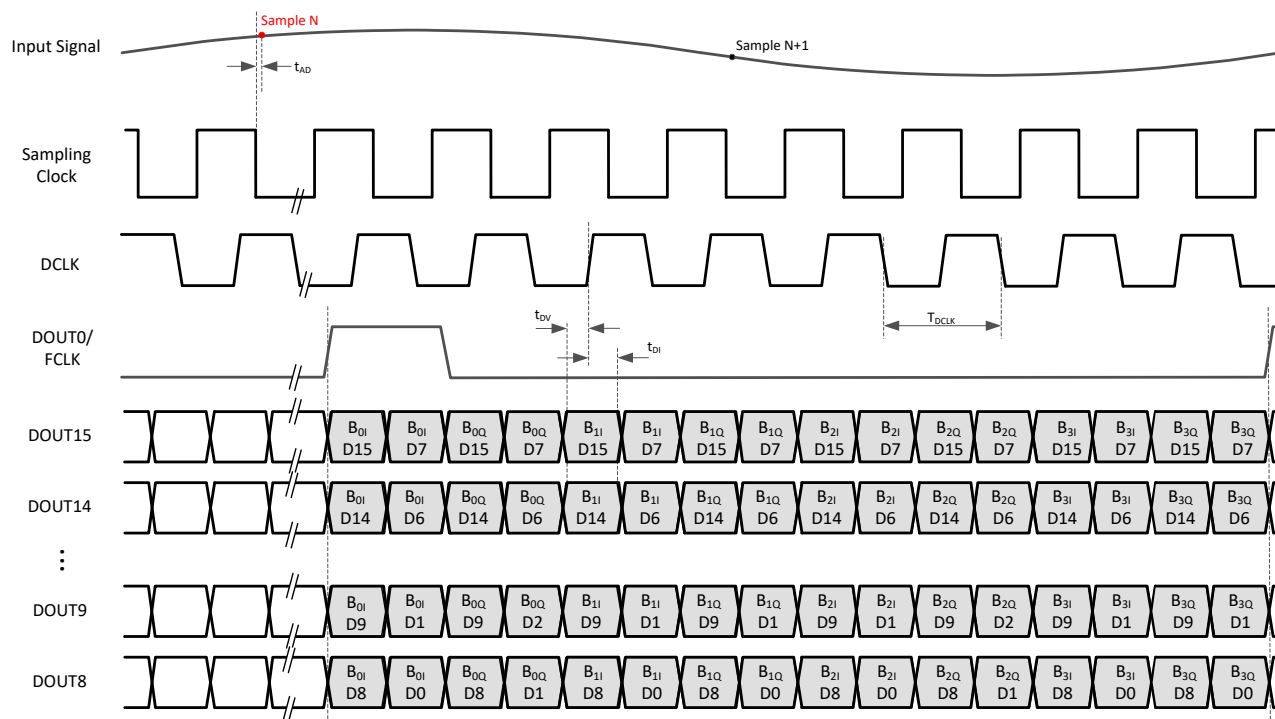 Sample N
Input Signal
Sample N+1
tAD
Sampling
Clock
DCLK
tDV
TDCLK
DOUT0/
FCLK
tDI
DOUT15
B0I B0I B0Q B0Q B1I B1I B1Q B1Q B2I B2I B2Q B2Q B3I B3I B3Q B3Q
D15 D7 D15 D7 D15 D7 D15 D7 D15 D7 D15 D7 D15 D7 D15 D7
DOUT14
B0I B0I B0Q B0Q B1I B1I B1Q B1Q B2I B2I B2Q B2Q B3I B3I B3Q B3Q
D14 D6 D14 D6 D14 D6 D14 D6 D14 D6 D14 D6 D14 D6 D14 D6
⋮
DOUT9
B0I B0I B0Q B0Q B1I B1I B1Q B1Q B2I B2I B2Q B2Q B3I B3I B3Q B3Q
D9 D1 D9 D2 D9 D1 D9 D1 D9 D1 D9 D2 D9 D1 D9 D1
DOUT8
B0I B0I B0Q B0Q B1I B1I B1Q B1Q B2I B2I B2Q B2Q B3I B3I B3Q B3Q
D8 D0 D8 D1 D8 D0 D8 D0 D8 D0 D8 D1 D8 D0 D8 D0